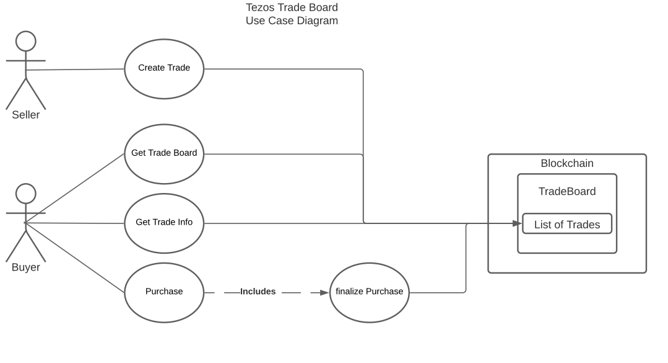 Tezos Trade Board
Use Case Diagram
Create Trade
Seller
Get Trade Board
Blockchain
TradeBoard
Get Trade Info
List of Trades
Buyer
Purchase
Includes
finalize Purchase